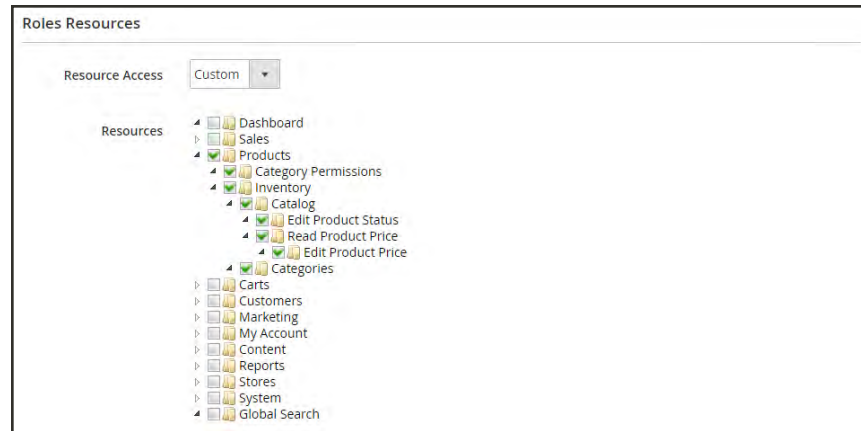 Roles Resources
Resource Access Custom
Resources
Dashboard
Sales
Products
Category Permissions
Inventory
Catalog
Edit Product Status
Read Product Price
Edit Product Price
Categories
Carts
Customers
Marketing
My Account
Content
Reports
Stores
System
Global Search